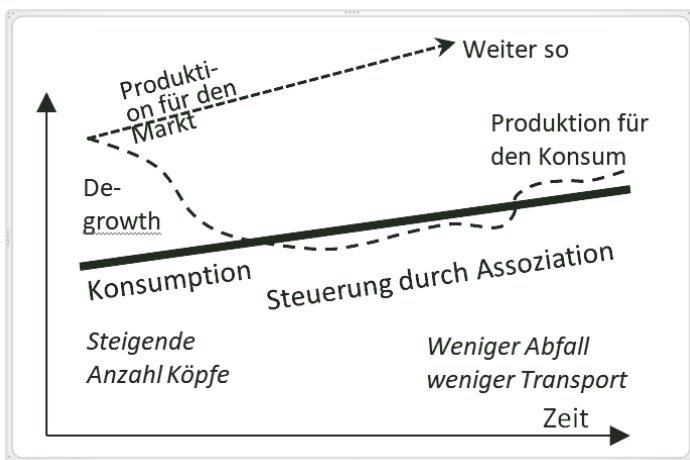 Weiter so
Produkti-
on für den
Markt
Produktion für
den Konsum
De-
growth
Konsumption
Steuerung durch Assoziation
Steigende
Anzahl Köpfe
Weniger Abfall
weniger Transport
Zeit